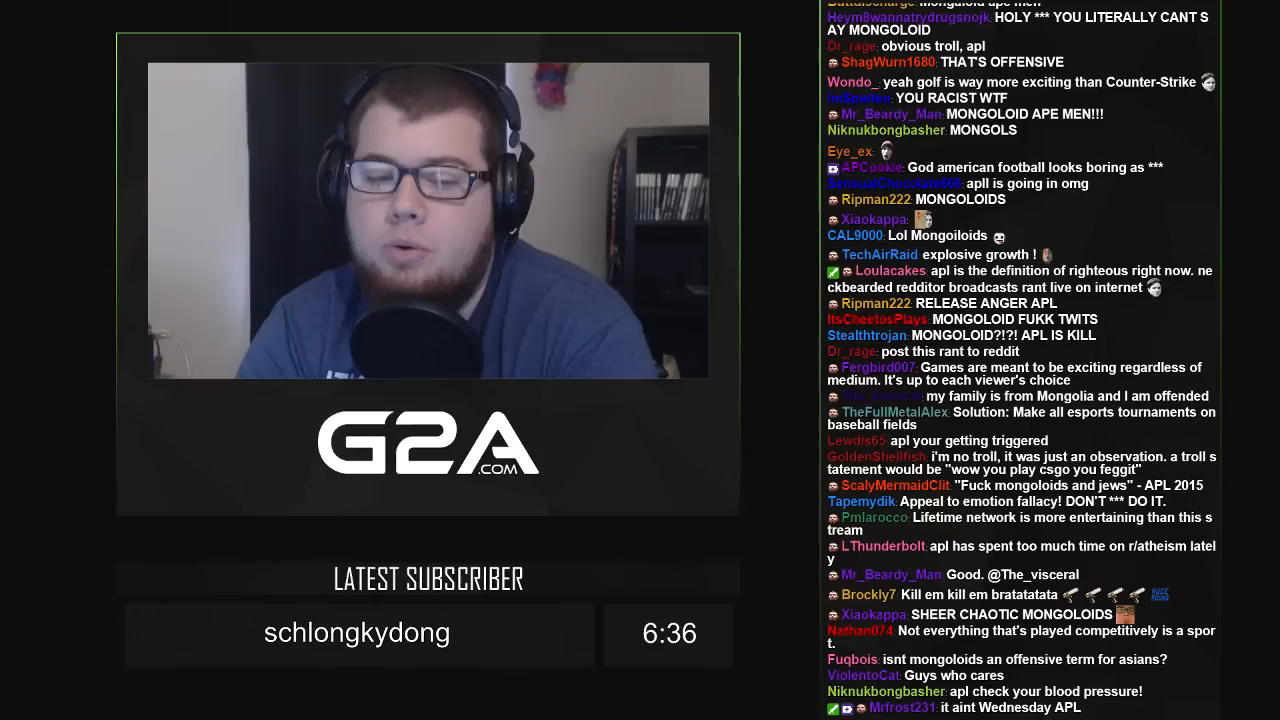 G2A
.COM
LATEST SUBSCRIBER
schlongkydong
6:36
Heym8wannatrydrugsnojk: HOLY *** YOU LITERALLY CANT S
AY MONGOLOID
Dr_rage: obvious troll, apl
ShagWurn1680: THAT'S OFFENSIVE
Wondo_: yeah golf is way more exciting than Counter-Strike
YOU RACIST WTF
Mr_Beardy_Man: MONGOLOID APE MEN!!!
Niknukbongbasher: MONGOLS
Eye_ex:
APCookie: God american football looks boring as ***
SensualChocolate666: apll is going in omg
Ripman222: MONGOLOIDS
Xiaokappa:
CAL9000: Lol Mongoiloids
TechAirRaid: explosive growth !
Loulacakes: apl is the definition of righteous right now. ne
ckbearded redditor broadcasts rant live on internet
Ripman222: RELEASE ANGER APL
ItsCheetosPlays: MONGOLOID FUKK TWITS
Stealthtrojan: MONGOLOID?!?! APL IS KILL
Dr_rage: post this rant to reddit
Fergbird007: Games are meant to be exciting regardless of
medium. It's up to each viewer's choice
my family is from Mongolia and I am offended
TheFullMetalAlex: Solution: Make all esports tournaments on
baseball fields
Lewdis65: apl your getting triggered
GoldenShellfish: i'm no troll, it was just an observation. a troll s
tatement would be "wow you play csgo you feggit"
ScalyMermaidClit: "Fuck mongoloids and jews" - APL 2015
Tapemydik: Appeal to emotion fallacy! DON'T *** DO IT.
Pmlarocco: Lifetime network is more entertaining than this s
tream
LThunderbolt: apl has spent too much time on r/atheism latel
y
Mr_Beardy_Man: Good. @The_visceral
Brockly7: Kill em kill em bratatatata
Xiaokappa: SHEER CHAOTIC MONGOLOIDS
Nathan074: Not everything that's played competitively is a spor
t.
Fuqbois: isnt mongoloids an offensive term for asians?
ViolentoCat: Guys who cares
Niknukbongbasher: apl check your blood pressure!
Mrfrost231: it aint Wednesday APL